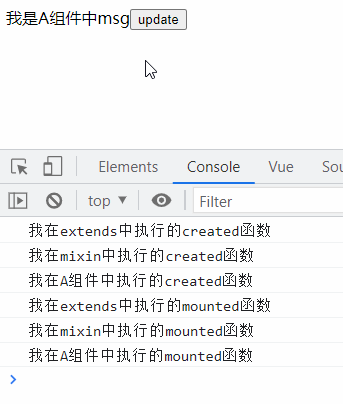 我是A组件中msg update
Elements Console Vue Sou
top Filter
我在extends中执行的created函数
我在mixin中执行的created函数
我在A组件中执行的created函数
我在extends中执行的mounted函数
我在mixin中执行的mounted函数
我在A组件中执行的mounted函数